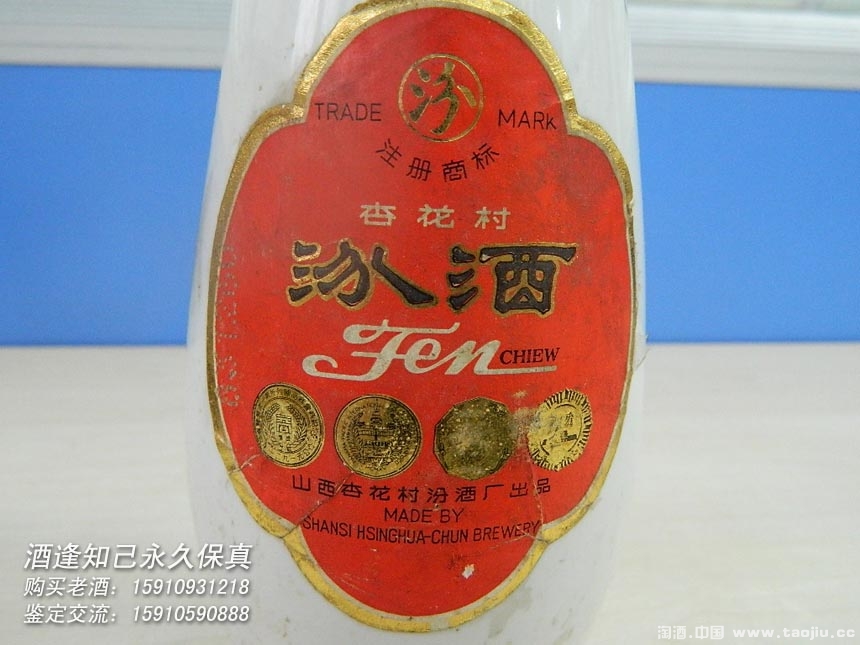 汾
TRADE MARK
注册商标
杏花村
汾酒
Fen CHIEW
山西杏花村汾酒厂出品
MADE BY
SHANSI HSINGHUA-CHUN BREWERY
酒逢知己永久保真
购买老酒：15910931218
鉴定交流：15910590888
淘酒.中国 www.taojiu.cc